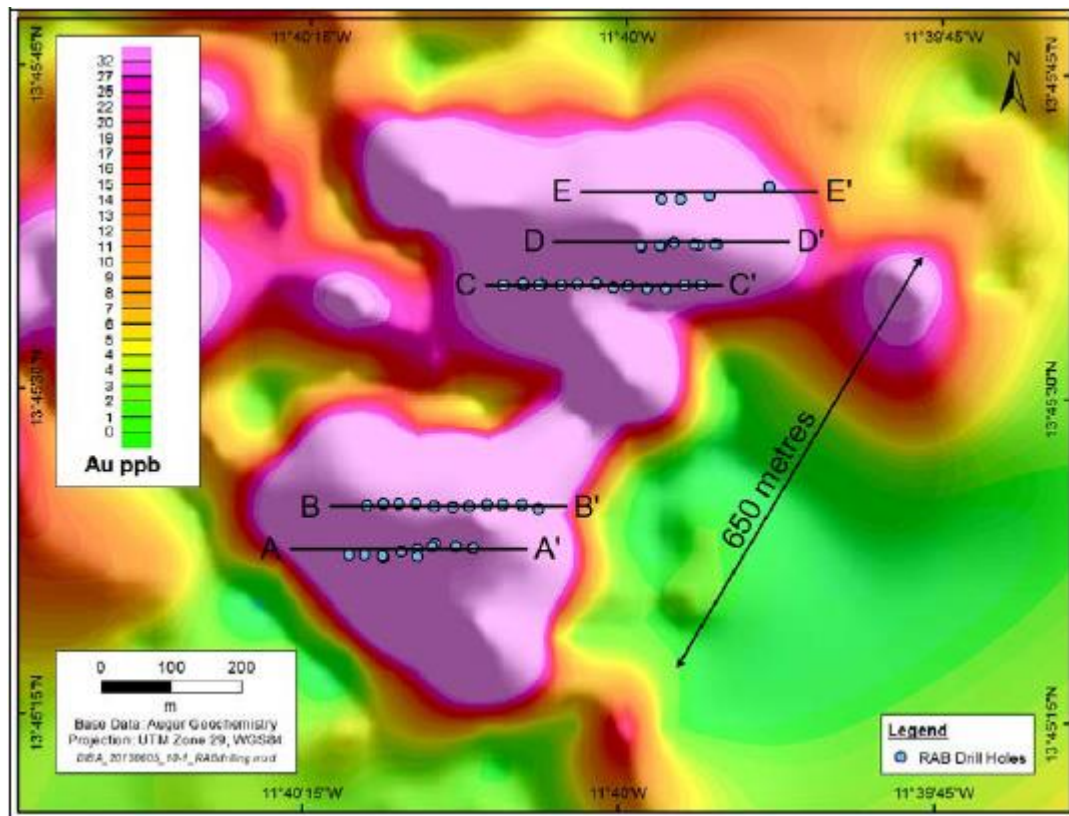 11°40'15"W
11°40'W
11°39'45"W
13°45'45"N
13°45'45"N
N
32
27
25
22
20
19
18
17
16
15
14
13
12
11
10
9
8
7
6
5
4
3
2
1
0
Au ppb
E
E'
D
D'
C
C'
13°45'30"N
13°45'30"N
650 metres
B
B'
A
A'
13°45'15"N
13°45'15"N
0 100 200
m
Base Data: Auger Geochemistry
Projection: UTM Zone 29, WGS84
Legend
RAB Drill Holes
11°40'15"W
11°40'W
11°39'45"W